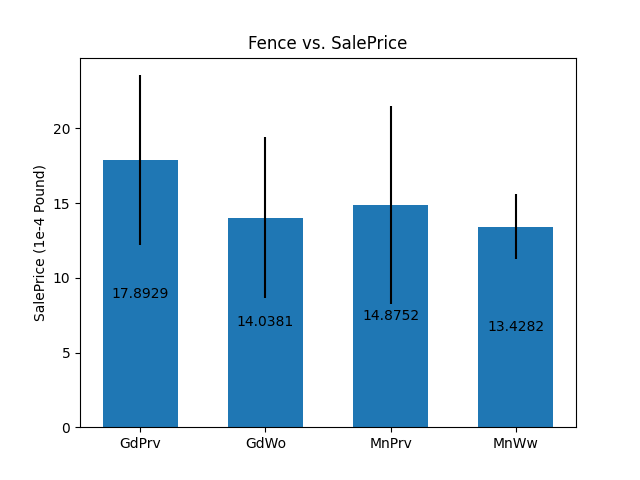 Fence vs. SalePrice
SalePrice (1e-4 Pound)
20
15
10
5
0
17.8929
14.0381
14.8752
13.4282
GdPrv
GdWo
MnPrv
MnWw